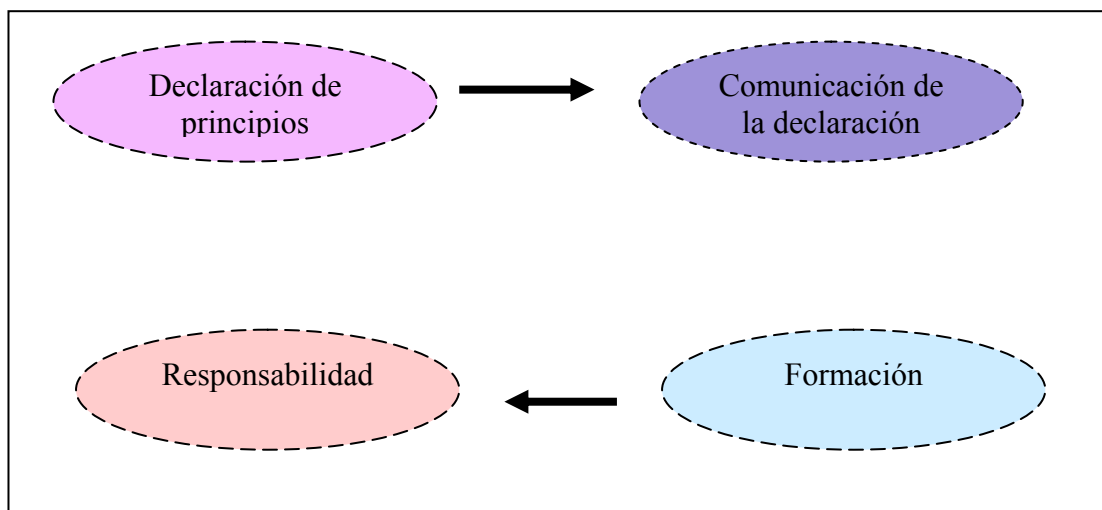 Declaración de
principios
Comunicación de
la declaración
Responsabilidad
Formación